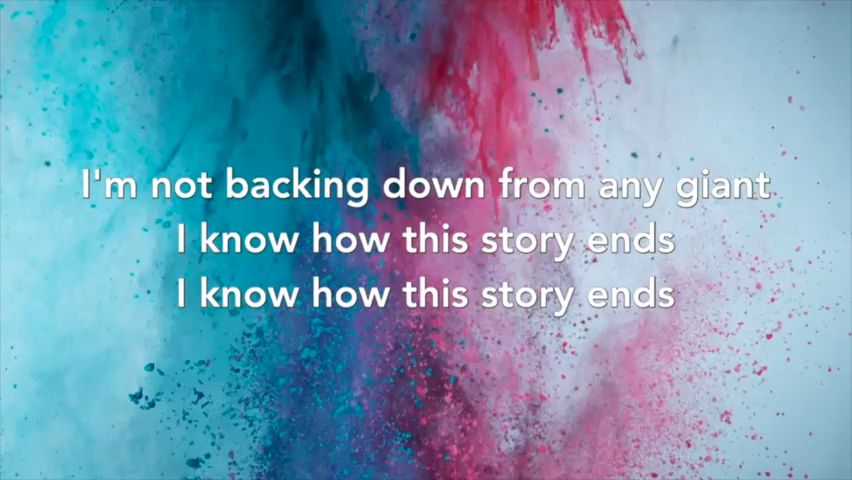 I'm not backing down from any giant
I know how this story ends
I know how this story ends